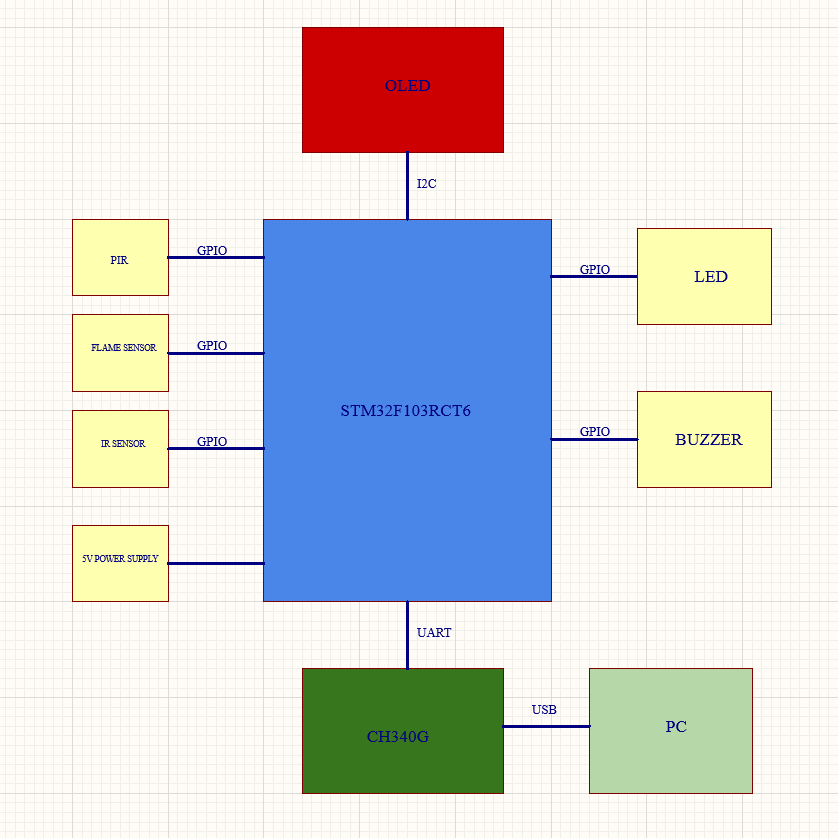 OLED
I2C
PIR
GPIO
GPIO
LED
FLAME SENSOR
GPIO
STM32F103RCT6
IR SENSOR
GPIO
GPIO
BUZZER
5V POWER SUPPLY
UART
CH340G
USB
PC